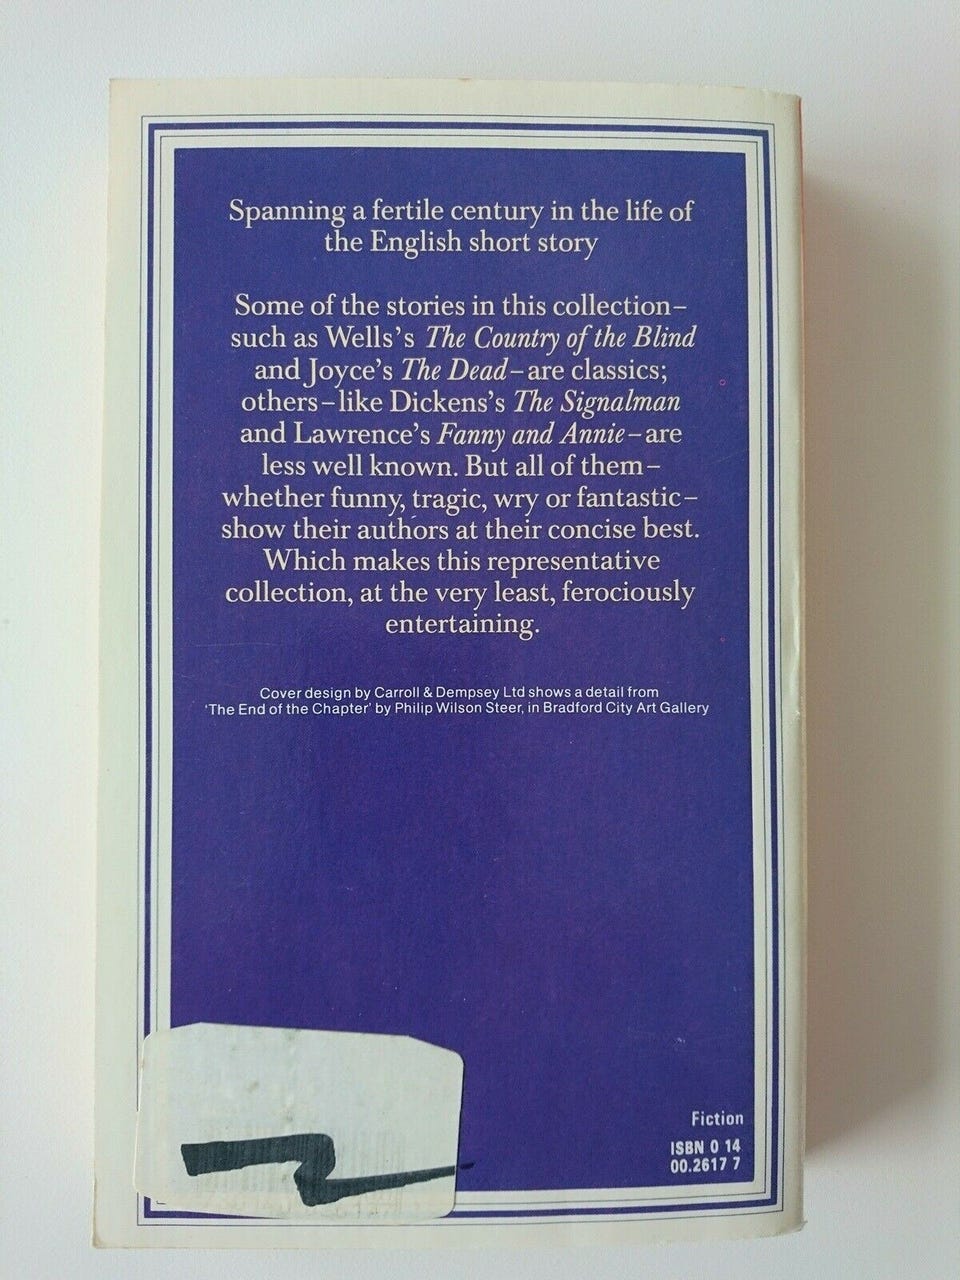 Spanning a fertile century in the life of
the English short story
Some of the stories in this collection–
such as Wells's The Country of the Blind
and Joyce's The Dead–are classics;
others–like Dickens's The Signalman
and Lawrence's Fanny and Annie–are
less well known. But all of them–
whether funny, tragic, wry or fantastic–
show their authors at their concise best.
Which makes this representative
collection, at the very least, ferociously
entertaining.
Cover design by Carroll & Dempsey Ltd shows a detail from
'The End of the Chapter' by Philip Wilson Steer, in Bradford City Art Gallery
Fiction
ISBN 0 14
00.2617 7